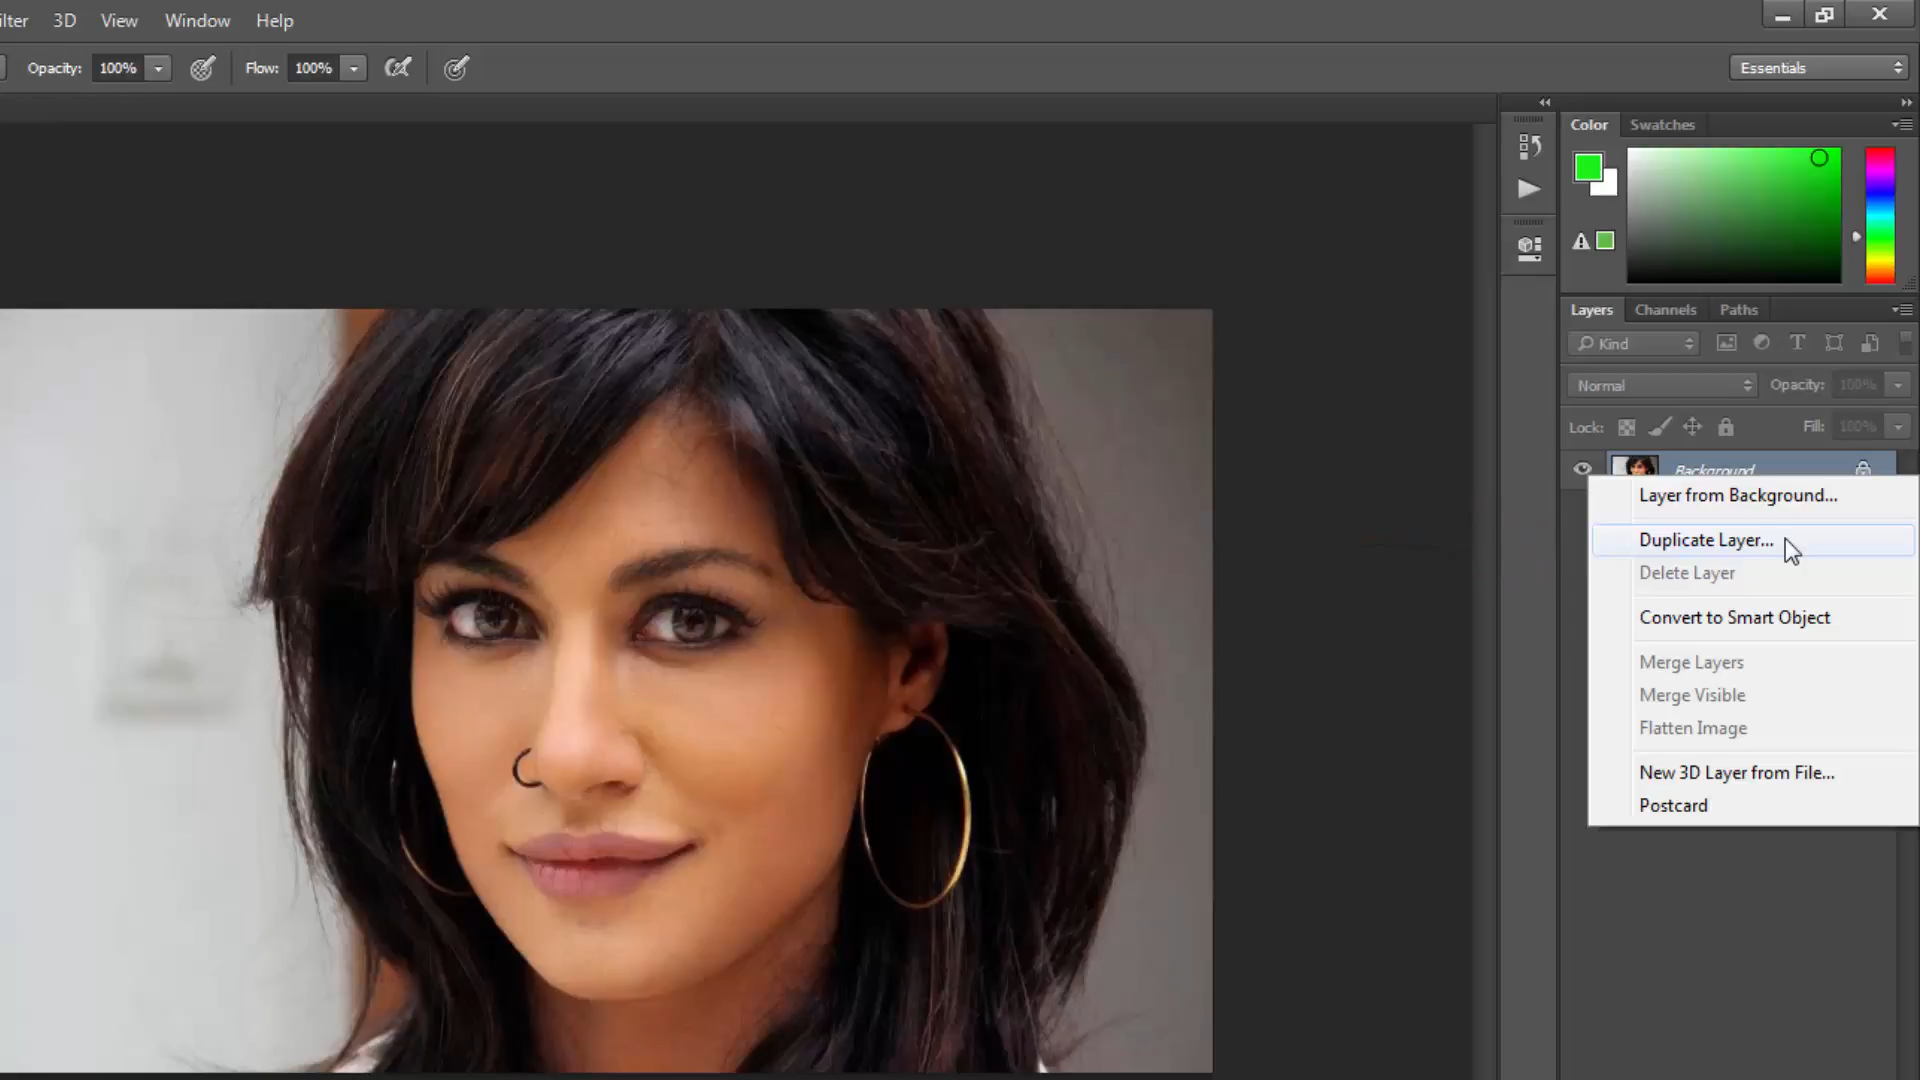 ilter 3D View Window Help
Opacity: 100% Flow: 100% Essentials
Color Swatches
Layers Channels Paths
Kind
Normal Opacity: 100%
Lock: Fill: 100%
Background
Layer from Background...
Duplicate Layer...
Delete Layer
Convert to Smart Object
Merge Layers
Merge Visible
Flatten Image
New 3D Layer from File...
Postcard